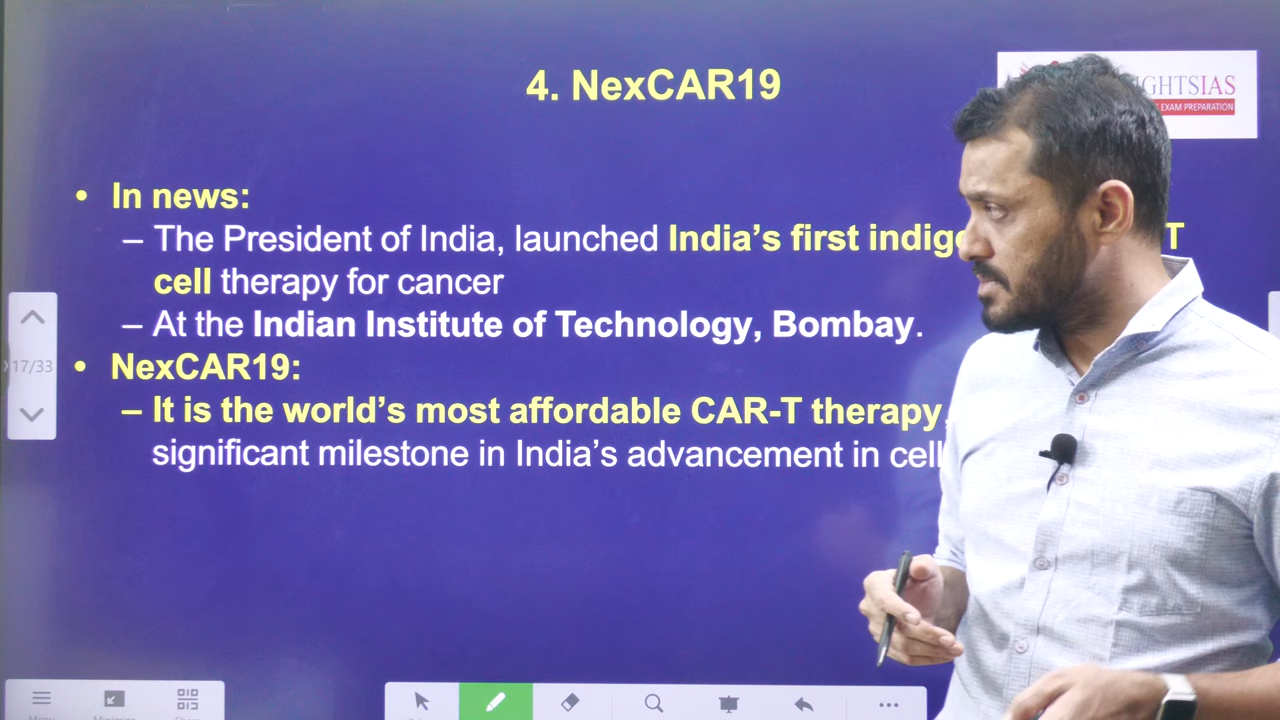 4. NexCAR19
GHTSIAS
EXAM PREPARATION
• In news:
– The President of India, launched India’s first indig T
cell therapy for cancer
– At the Indian Institute of Technology, Bombay.
17/33
• NexCAR19:
– It is the world’s most affordable CAR-T therapy
significant milestone in India’s advancement in cell